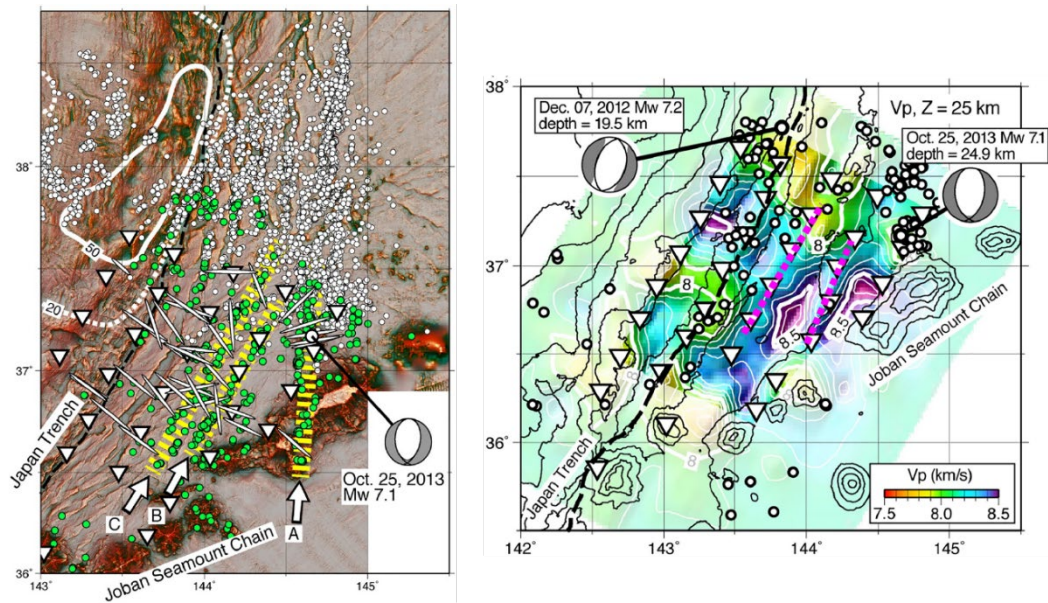 38°
37°
36°
143°
144°
145°
50
20
Japan Trench
C
B
A
Joban Seamount Chain
Oct. 25, 2013
Mw 7.1
38°
37°
36°
142°
143°
144°
145°
Dec. 07, 2012 Mw 7.2
depth = 19.5 km
Vp, Z = 25 km
Oct. 25, 2013 Mw 7.1
depth = 24.9 km
8
8
8.5
8.5
8
8
Japan Trench
Joban Seamount Chain
Vp (km/s)
7.5
8.0
8.5